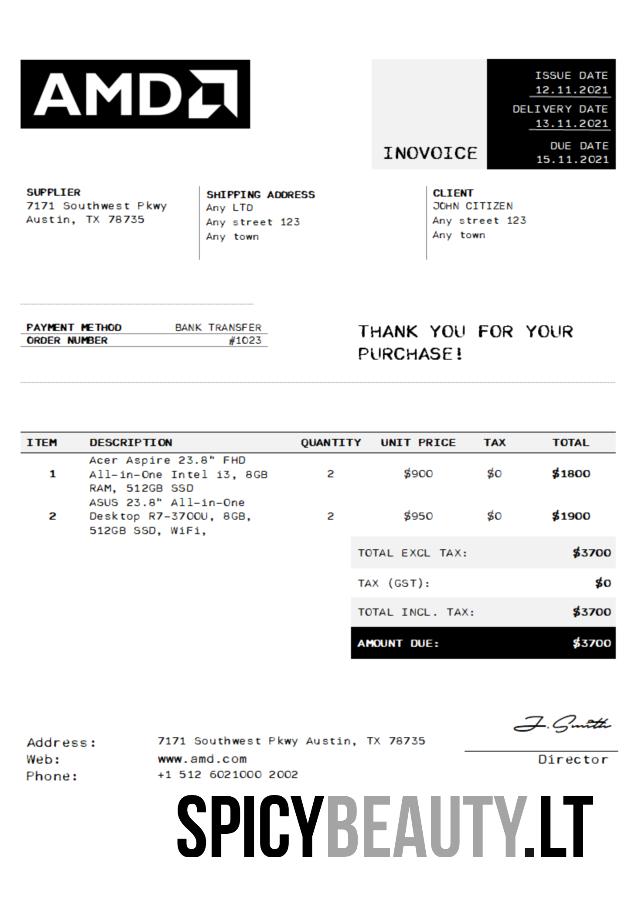 AMD
ISSUE DATE
12.11.2021
DELIVERY DATE
13.11.2021
DUE DATE
15.11.2021
INOVOICE
SUPPLIER
7171 Southwest Pkwy
Austin, TX 78735
SHIPPING ADDRESS
Any LTD
Any street 123
Any town
CLIENT
JOHN CITIZEN
Any street 123
Any town
PAYMENT METHOD BANK TRANSFER
ORDER NUMBER #1023
THANK YOU FOR YOUR
PURCHASE!
ITEM DESCRIPTION QUANTITY UNIT PRICE TAX TOTAL
Acer Aspire 23.8" FHD
1 All-in-One Intel i3, 8GB 2 $900 $0 $1800
RAM, 512GB SSD
ASUS 23.8" All-in-One
2 Desktop R7-3700U, 8GB, 2 $950 $0 $1900
512GB SSD, WiFi,
TOTAL EXCL TAX: $3700
TAX (GST): $0
TOTAL INCL. TAX: $3700
AMOUNT DUE: $3700
J.Smith
Director
Address: 7171 Southwest Pkwy Austin, TX 78735
Web: www.amd.com
Phone: +1 512 6021000 2002
SPICYBEAUTY.LT